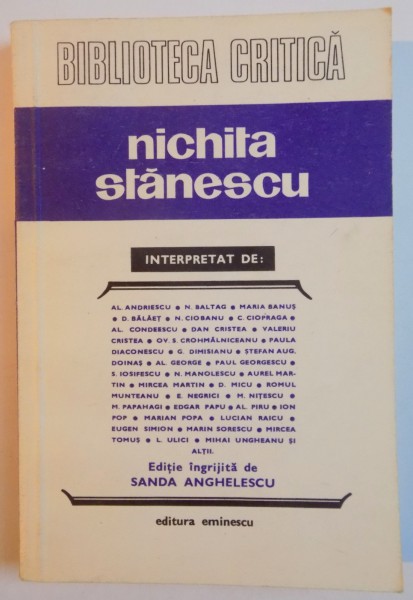 BIBLIOTECA CRITICĂ
nichita
stănescu
INTERPRETAT DE:
AL. ANDRIESCU • N. BALTAG • MARIA BANUȘ
• D. BĂLĂEȚ • N. CIOBANU • C. CIOPRAGA •
AL. CONDEESCU • DAN CRISTEA • VALERIU
CRISTEA • OV. S. CROHMĂLNICEANU • PAULA
DIACONESCU • G. DIMISIANU • STEFAN AUG.
DOINAȘ • AL. GEORGE • PAUL GEORGESCU •
S. IOSIFESCU • N. MANOLESCU • AUREL MAR-
TIN • MIRCEA MARTIN • D. MICU • ROMUL
MUNTEANU • E. NEGRICI • M. NIȚESCU •
M. PAPAHAGI • EDGAR PAPU • AL. PIRU • ION
POP • MARIAN POPA • LUCIAN RAICU •
EUGEN SIMION • MARIN SORESCU • MIRCEA
TOMUȘ • L. ULICI • MIHAI UNGHEANU ȘI
ALȚII.
Ediție îngrijită de
SANDA ANGHELESCU
editura eminescu